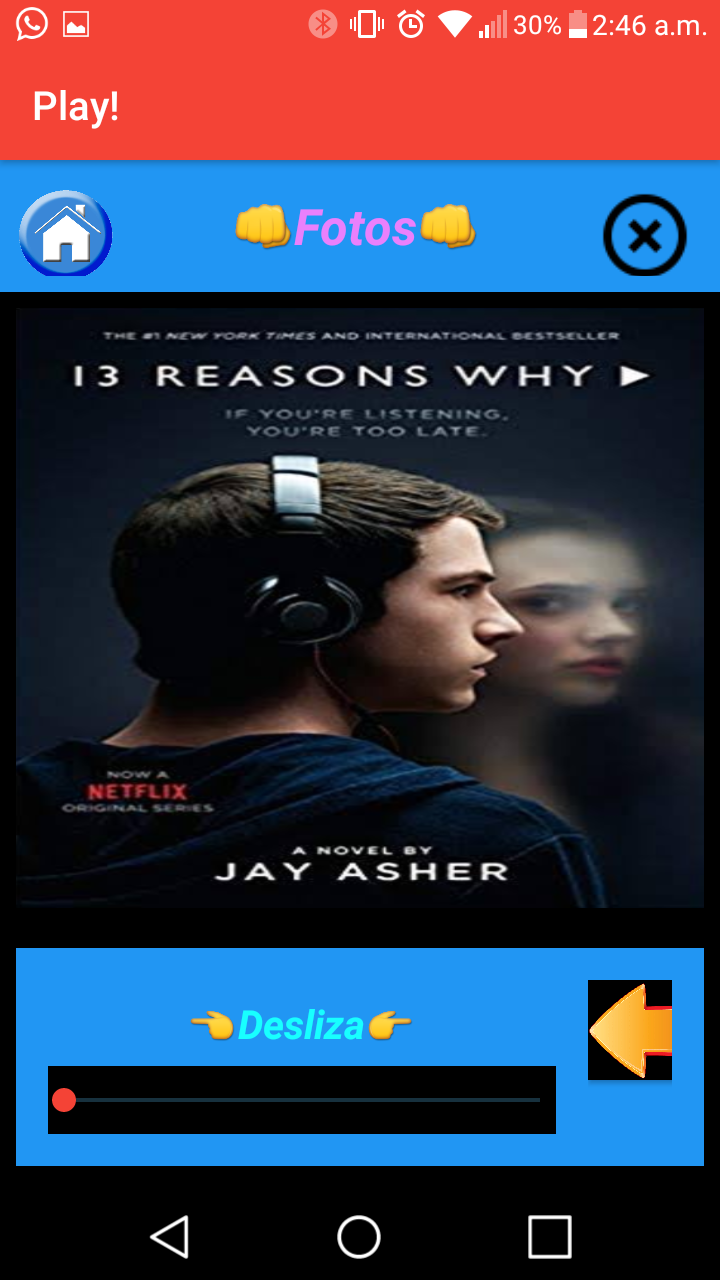 30% 2:46 a.m.
Play!
Fotos
THE #1 NEW YORK TIMES AND INTERNATIONAL BESTSELLER
13 REASONS WHY
IF YOU'RE LISTENING,
YOU'RE TOO LATE.
NOW A
NETFLIX
ORIGINAL SERIES
A NOVEL BY
JAY ASHER
Desliza